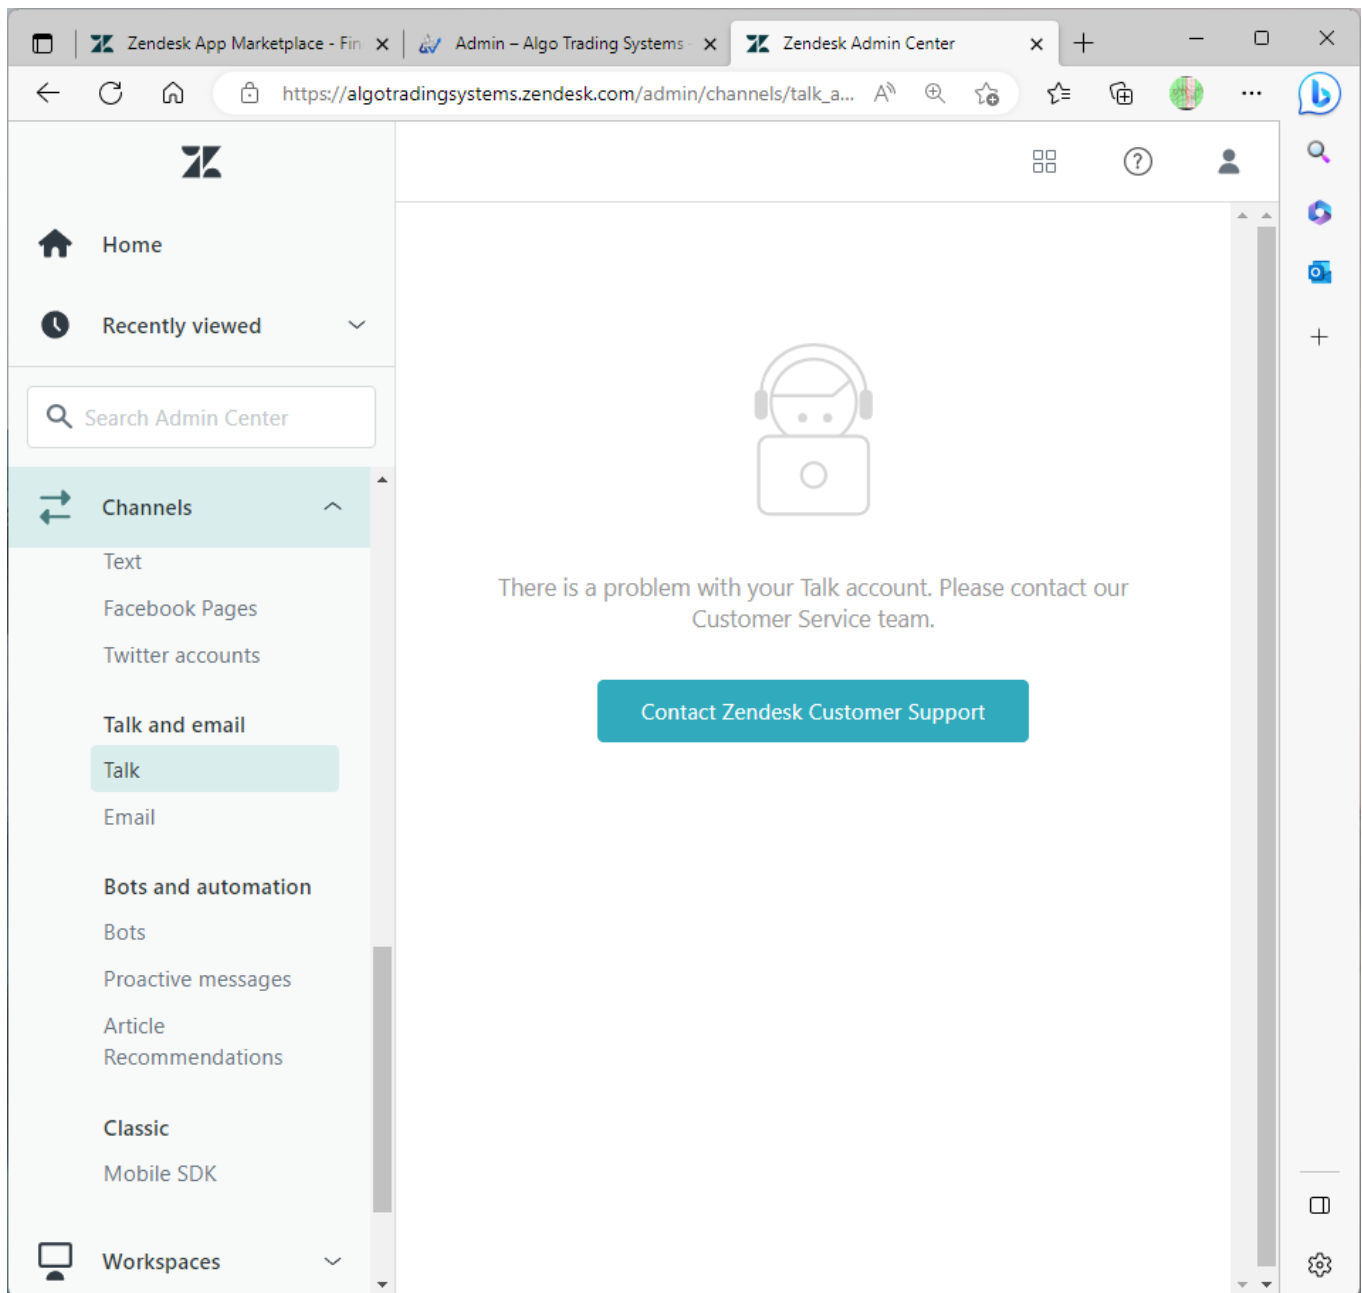 Zendesk App Marketplace - Fin
Admin – Algo Trading Systems -
Zendesk Admin Center
https://algotradingsystems.zendesk.com/admin/channels/talk_a...
Home
Recently viewed
Search Admin Center
Channels
Text
Facebook Pages
Twitter accounts
Talk and email
Talk
Email
Bots and automation
Bots
Proactive messages
Article
Recommendations
Classic
Mobile SDK
Workspaces
There is a problem with your Talk account. Please contact our
Customer Service team.
Contact Zendesk Customer Support